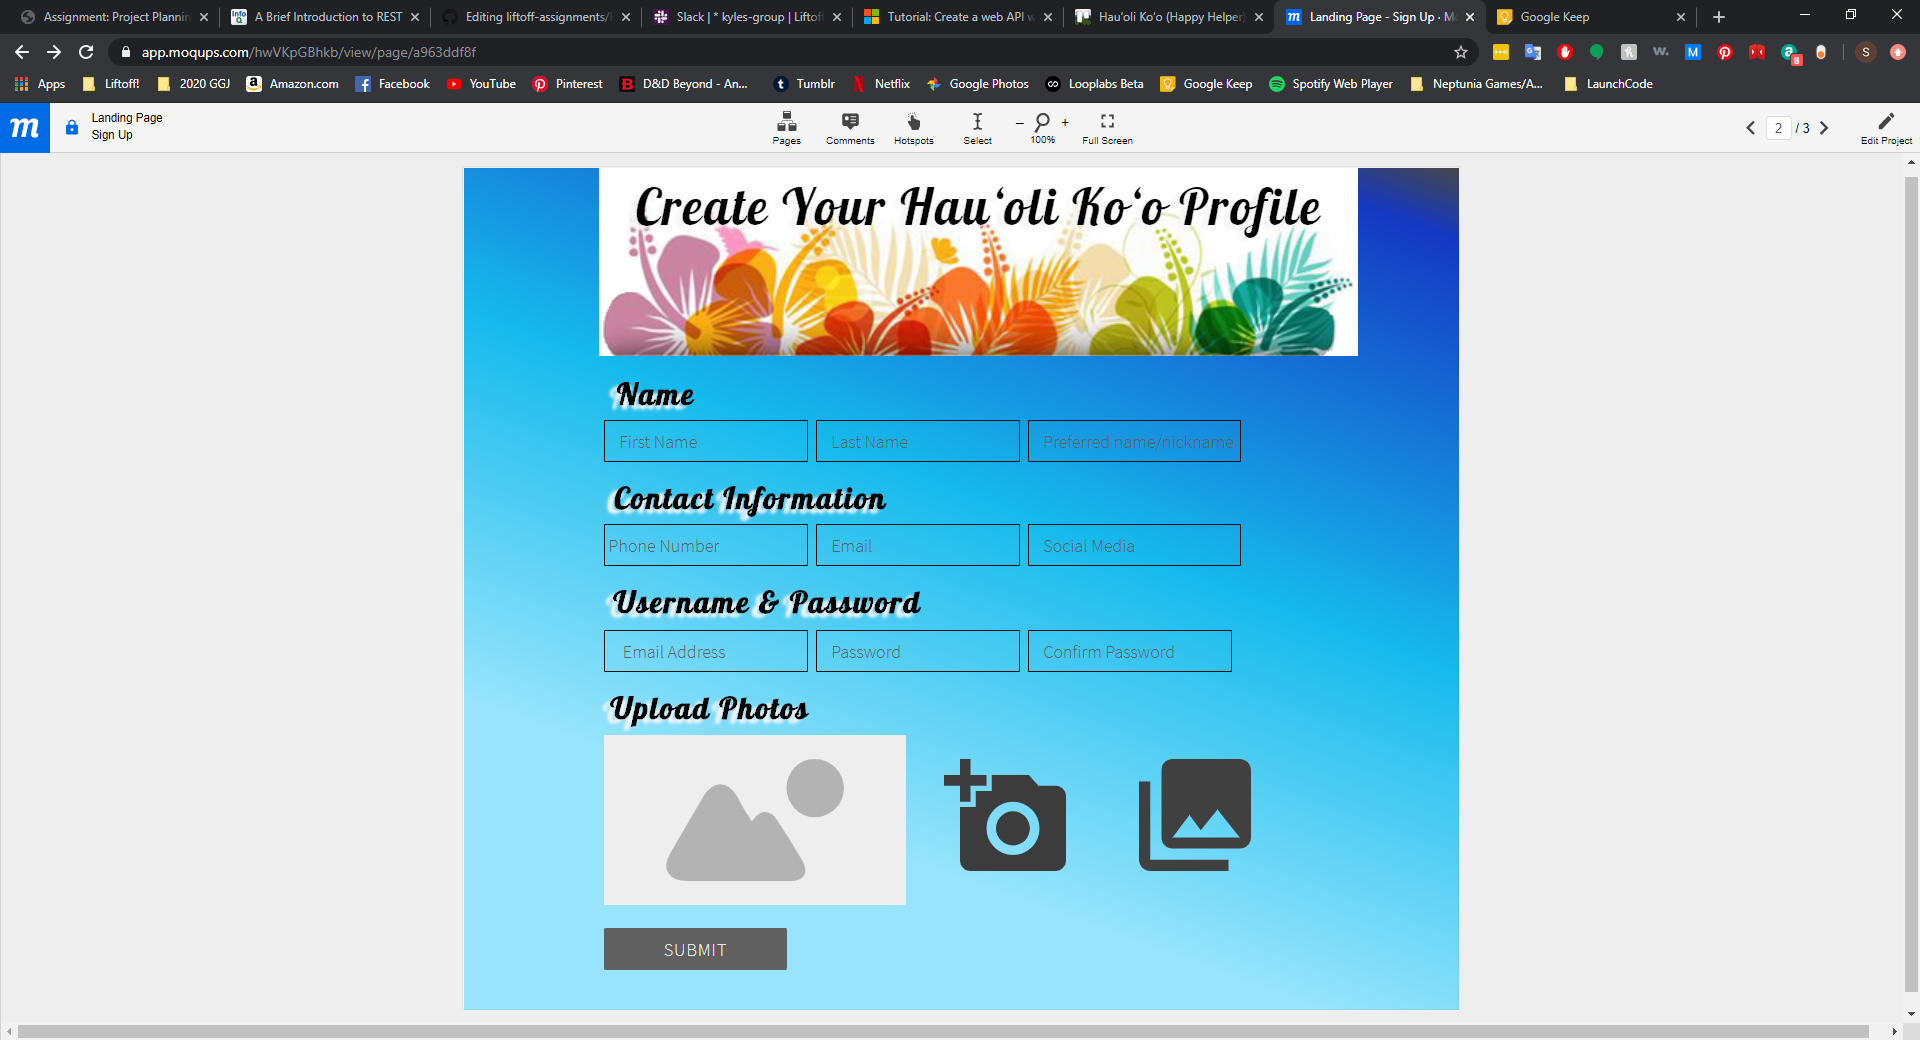 Assignment: Project Plannin
A Brief Introduction to REST
Editing liftoff-assignments/
Slack | * kyles-group | Liftof
Tutorial: Create a web API w
Hau'oli Ko'o (Happy Helper)
Landing Page - Sign Up · M
Google Keep
app.moqups.com/hwVKpGBhkb/view/page/a963ddf8f
8
S
Apps
Liftoff!
2020 GGJ
Amazon.com
Facebook
YouTube
Pinterest
D&D Beyond - An...
Tumblr
Netflix
Google Photos
Looplabs Beta
Google Keep
Spotify Web Player
Neptunia Games/A...
LaunchCode
m
Landing Page
Sign Up
Pages
Comments
Hotspots
Select
– +
100%
Full Screen
2 / 3
Edit Project
Create Your Hau‘oli Ko‘o Profile
Name
First Name
Last Name
Preferred name/nickname
Contact Information
Phone Number
Email
Social Media
Username & Password
Email Address
Password
Confirm Password
Upload Photos
SUBMIT